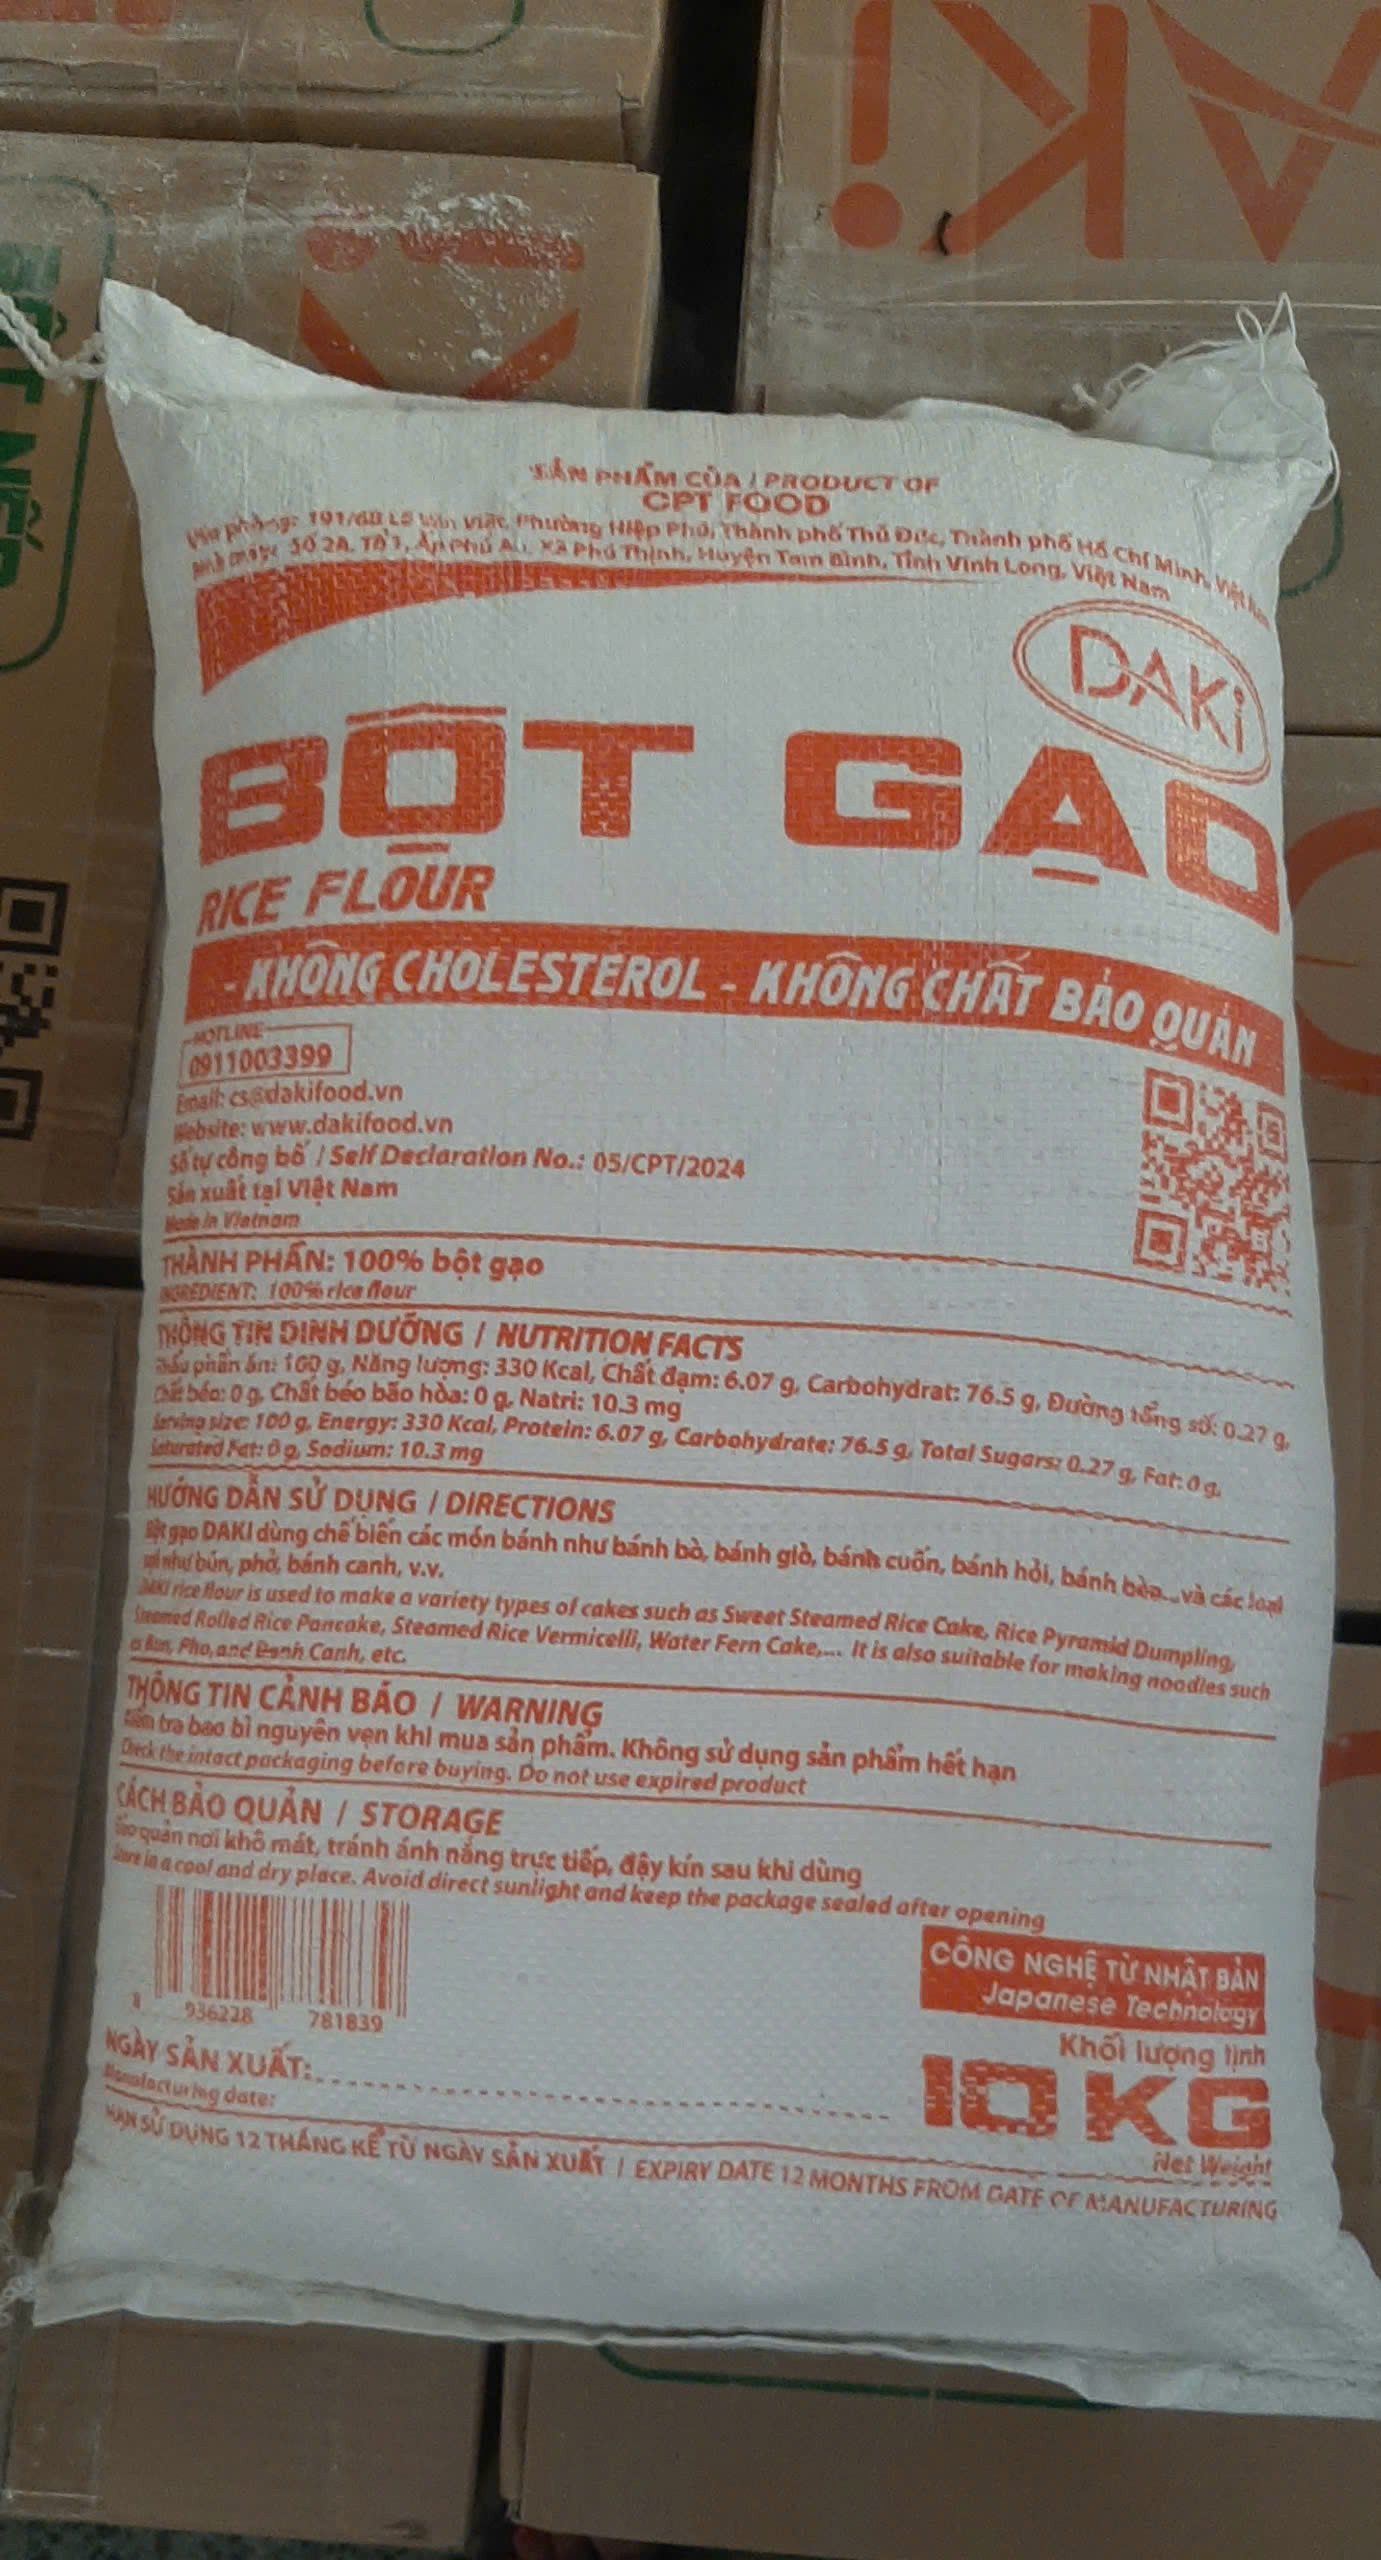 SẢN PHẨM CỦA / PRODUCT OF
CPT FOOD
Văn phòng: 191/6B Lê Văn Việt, Phường Hiệp Phú, Thành phố Thủ Đức, Thành phố Hồ Chí Minh, Việt Nam
Số 2A, Tổ 7, Ấp Phú Xã Phú Thịnh, Huyện Tam Bình, Tỉnh Vĩnh Long, Việt Nam
DAKi
BỘT GẠO
RICE FLOUR
- KHÔNG CHOLESTEROL - KHÔNG CHẤT BẢO QUẢN
HOTLINE
0911003399
Email: cs@dakifood.vn
Website: www.dakifood.vn
Số tự công bố / Self Declaration No.: 05/CPT/2024
Sản xuất tại Việt Nam
Made in Vietnam
THÀNH PHẦN: 100% bột gạo
INGREDIENT: 100% rice flour
THÔNG TIN DINH DƯỠNG / NUTRITION FACTS
Khẩu phần ăn: 100 g, Năng lượng: 330 Kcal, Chất đạm: 6.07 g, Carbohydrat: 76.5 g, Đường tổng số: 0.27 g,
Chất béo: 0 g, Chất béo bão hòa: 0 g, Natri: 10.3 mg
Serving size: 100 g, Energy: 330 Kcal, Protein: 6.07 g, Carbohydrate: 76.5 g, Total Sugars: 0.27 g, Fat: 0 g,
Saturated Fat: 0 g, Sodium: 10.3 mg
HƯỚNG DẪN SỬ DỤNG / DIRECTIONS
Bột gạo DAKI dùng chế biến các món bánh như bánh bò, bánh giò, bánh cuốn, bánh hỏi, bánh bèo...và các loại
sợi như bún, phở, bánh canh, v.v.
DAKI rice flour is used to make a variety types of cakes such as Sweet Steamed Rice Cake, Rice Pyramid Dumpling,
Steamed Rolled Rice Pancake, Steamed Rice Vermicelli, Water Fern Cake,... It is also suitable for making noodles such
as Bun, Pho, and Banh Canh, etc.
THÔNG TIN CẢNH BÁO / WARNING
Kiểm tra bao bì nguyên vẹn khi mua sản phẩm. Không sử dụng sản phẩm hết hạn
Check the intact packaging before buying. Do not use expired product
CÁCH BẢO QUẢN / STORAGE
Bảo quản nơi khô mát, tránh ánh nắng trực tiếp, đậy kín sau khi dùng
Store in a cool and dry place. Avoid direct sunlight and keep the package sealed after opening
8 936228 781839
CÔNG NGHỆ TỪ NHẬT BẢN
Japanese Technology
Khối lượng tịnh
10 KG
Net Weight
NGÀY SẢN XUẤT:
Manufacturing date:
HẠN SỬ DỤNG 12 THÁNG KỂ TỪ NGÀY SẢN XUẤT / EXPIRY DATE 12 MONTHS FROM DATE OF MANUFACTURING
AKi
BỘT NẾP